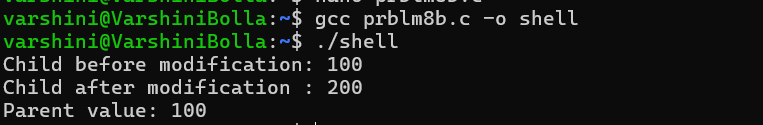 varshini@VarshiniBolla:~$ gcc prblm8b.c -o shell
varshini@VarshiniBolla:~$ ./shell
Child before modification: 100
Child after modification : 200
Parent value: 100